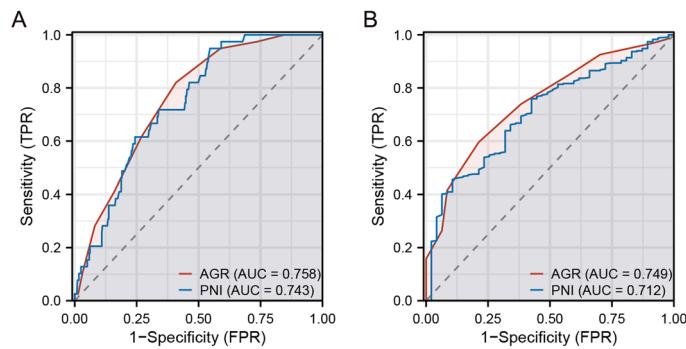 A
Sensitivity (TPR)
1.0
0.8
0.6
0.4
0.2
0.0
AGR (AUC = 0.758)
PNI (AUC = 0.743)
0.00 0.25 0.50 0.75 1.00
1−Specificity (FPR)
B
Sensitivity (TPR)
1.0
0.8
0.6
0.4
0.2
0.0
AGR (AUC = 0.749)
PNI (AUC = 0.712)
0.00 0.25 0.50 0.75 1.00
1−Specificity (FPR)